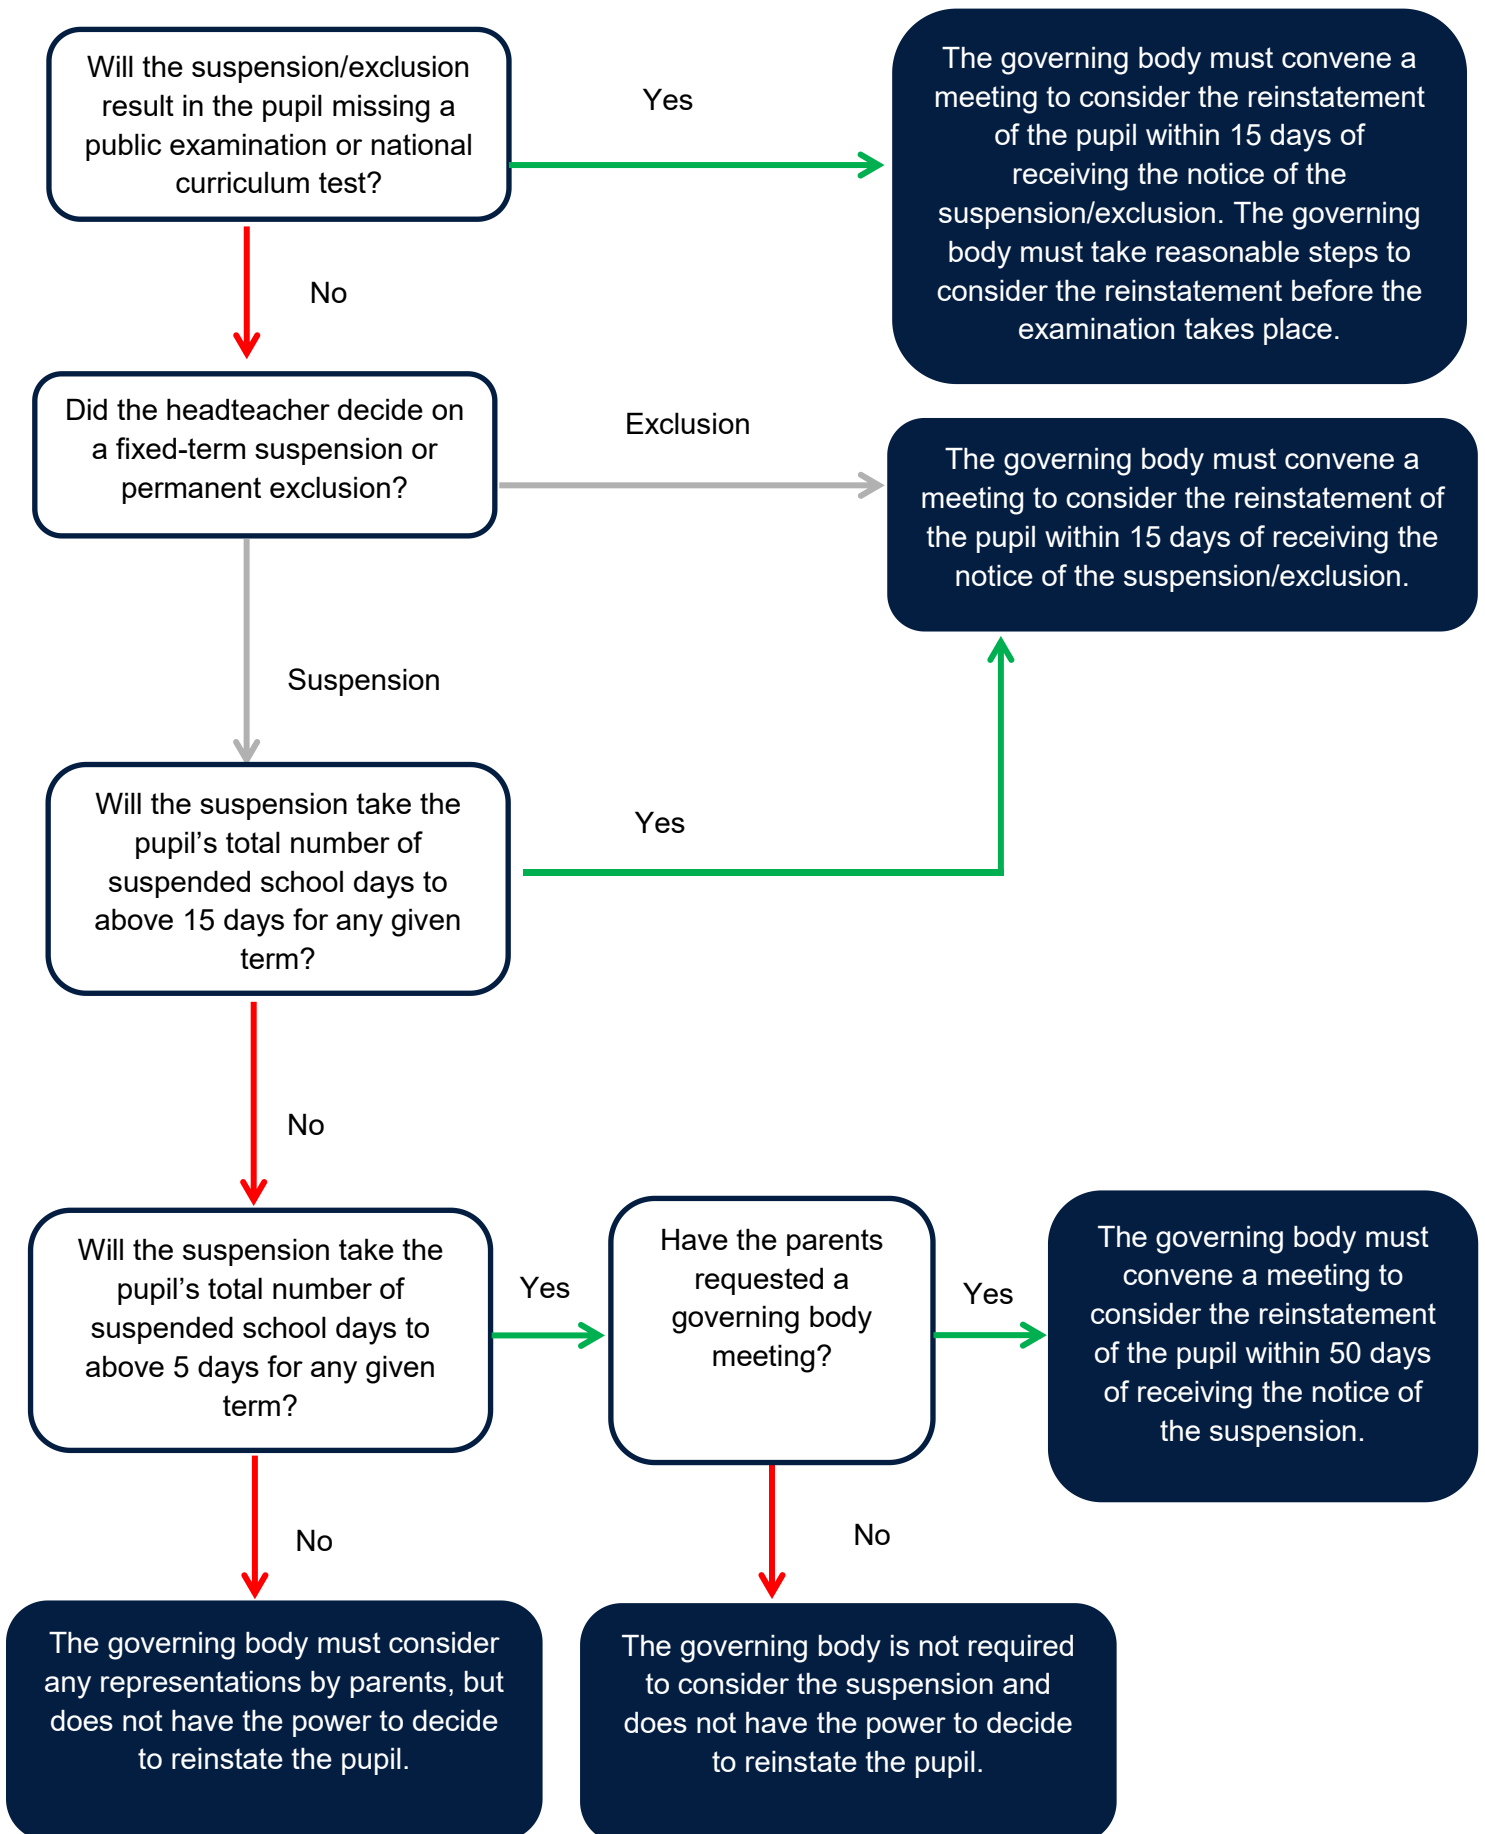 Will the suspension/exclusion
result in the pupil missing a
public examination or national
curriculum test?
Yes
The governing body must convene a
meeting to consider the reinstatement
of the pupil within 15 days of
receiving the notice of the
suspension/exclusion. The governing
body must take reasonable steps to
consider the reinstatement before the
examination takes place.
No
Did the headteacher decide on
a fixed-term suspension or
permanent exclusion?
Exclusion
The governing body must convene a
meeting to consider the reinstatement of
the pupil within 15 days of receiving the
notice of the suspension/exclusion.
Suspension
Will the suspension take the
pupil’s total number of
suspended school days to
above 15 days for any given
term?
Yes
No
Will the suspension take the
pupil’s total number of
suspended school days to
above 5 days for any given
term?
Yes
Have the parents
requested a
governing body
meeting?
Yes
The governing body must
convene a meeting to
consider the reinstatement
of the pupil within 50 days
of receiving the notice of
the suspension.
No
No
The governing body must consider
any representations by parents, but
does not have the power to decide
to reinstate the pupil.
The governing body is not required
to consider the suspension and
does not have the power to decide
to reinstate the pupil.